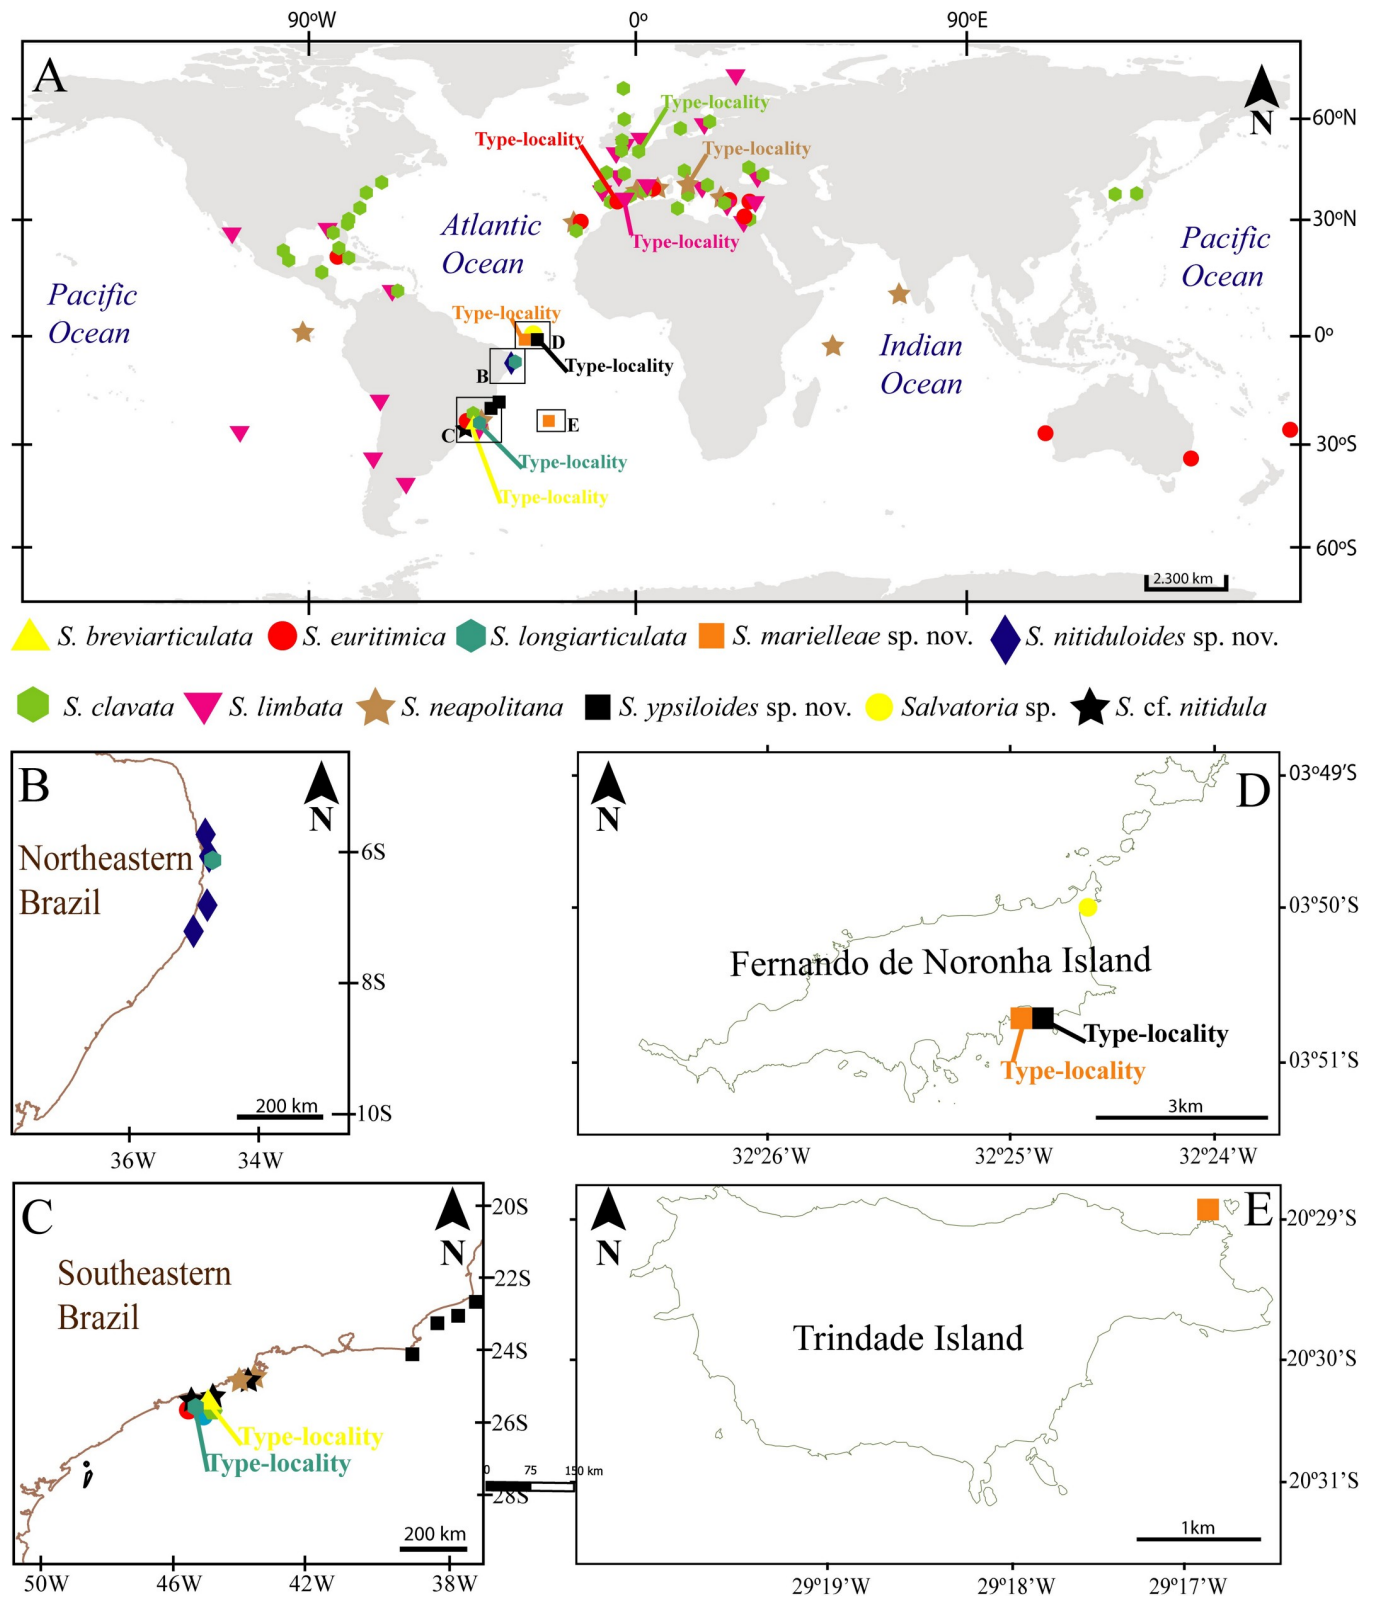 90ºW 0º 90ºE
A
N
60ºN
30ºN
0º
30ºS
60ºS
Type-locality
Type-locality
Type-locality
Type-locality
Atlantic
Ocean
Pacific
Ocean
Pacific
Ocean
Indian
Ocean
Type-locality
D
Type-locality
B
E
C
Type-locality
Type-locality
2.300 km
S. breviarticulata S. euritimica S. longiarticulata S. marielleae sp. nov. S. nitiduloides sp. nov.
S. clavata S. limbata S. neapolitana S. ypsiloides sp. nov. Salvatoria sp. S. cf. nitidula
B
N
Northeastern
Brazil
6S
8S
10S
200 km
36W 34W
D
N
03º49'S
03º50'S
03º51'S
Fernando de Noronha Island
Type-locality
Type-locality
3km
32º26'W 32º25'W 32º24'W
C
N
Southeastern
Brazil
20S
22S
24S
26S
28S
Type-locality
Type-locality
0 75 150 km
200 km
50W 46W 42W 38W
E
N
20º29'S
20º30'S
20º31'S
Trindade Island
1km
29º19'W 29º18'W 29º17'W